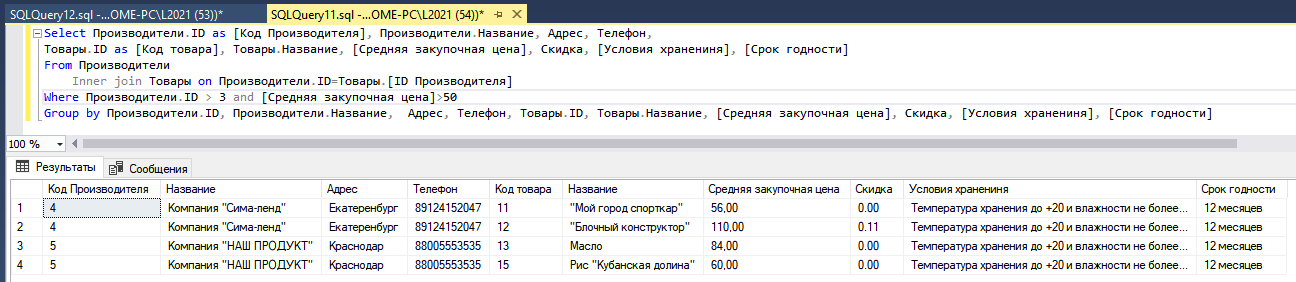 SQLQuery12.sql -...OME-PC\L2021 (53))* SQLQuery11.sql -...OME-PC\L2021 (54))*
Select Производители.ID as [Код Производителя], Производители.Название, Адрес, Телефон,
Товары.ID as [Код товара], Товары.Название, [Средняя закупочная цена], Скидка, [Условия хранениня], [Срок годности]
From Производители
Inner join Товары on Производители.ID=Товары.[ID Производителя]
Where Производители.ID > 3 and [Средняя закупочная цена]>50
Group by Производители.ID, Производители.Название, Адрес, Телефон, Товары.ID, Товары.Название, [Средняя закупочная цена], Скидка, [Условия хранениня], [Срок годности]
100 %
Результаты Сообщения
Код Производителя Название Адрес Телефон Код товара Название Средняя закупочная цена Скидка Условия хранениня Срок годности
1 4 Компания "Сима-ленд" Екатеренбург 89124152047 11 "Мой город спорткар" 56,00 0.00 Температура хранения до +20 и влажности не более... 12 месяцев
2 4 Компания "Сима-ленд" Екатеренбург 89124152047 12 "Блочный конструктор" 110,00 0.11 Температура хранения до +20 и влажности не более... 12 месяцев
3 5 Компания "НАШ ПРОДУКТ" Краснодар 88005553535 13 Масло 84,00 0.00 Температура хранения до +20 и влажности не более... 12 месяцев
4 5 Компания "НАШ ПРОДУКТ" Краснодар 88005553535 15 Рис "Кубанская долина" 60,00 0.00 Температура хранения до +20 и влажности не более... 12 месяцев